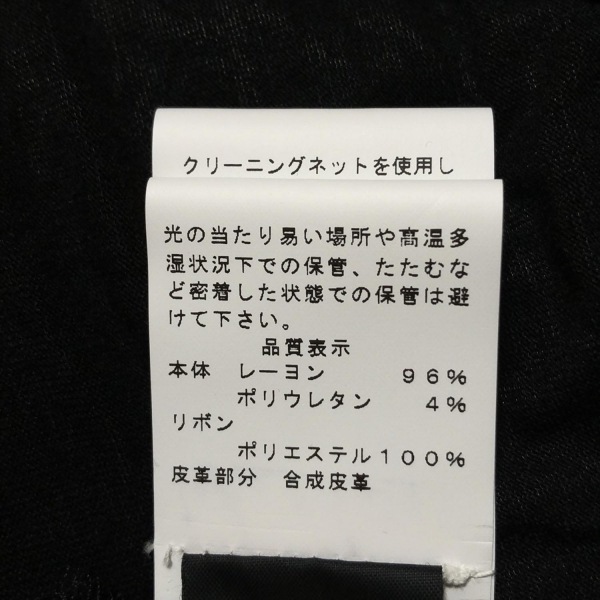 クリーニングネットを使用し
光の当たり易い場所や高温多
湿状況下での保管、たたむな
ど密着した状態での保管は避
けて下さい。
品質表示
本体 レーヨン 96%
ポリウレタン 4%
リボン
ポリエステル100%
皮革部分 合成皮革